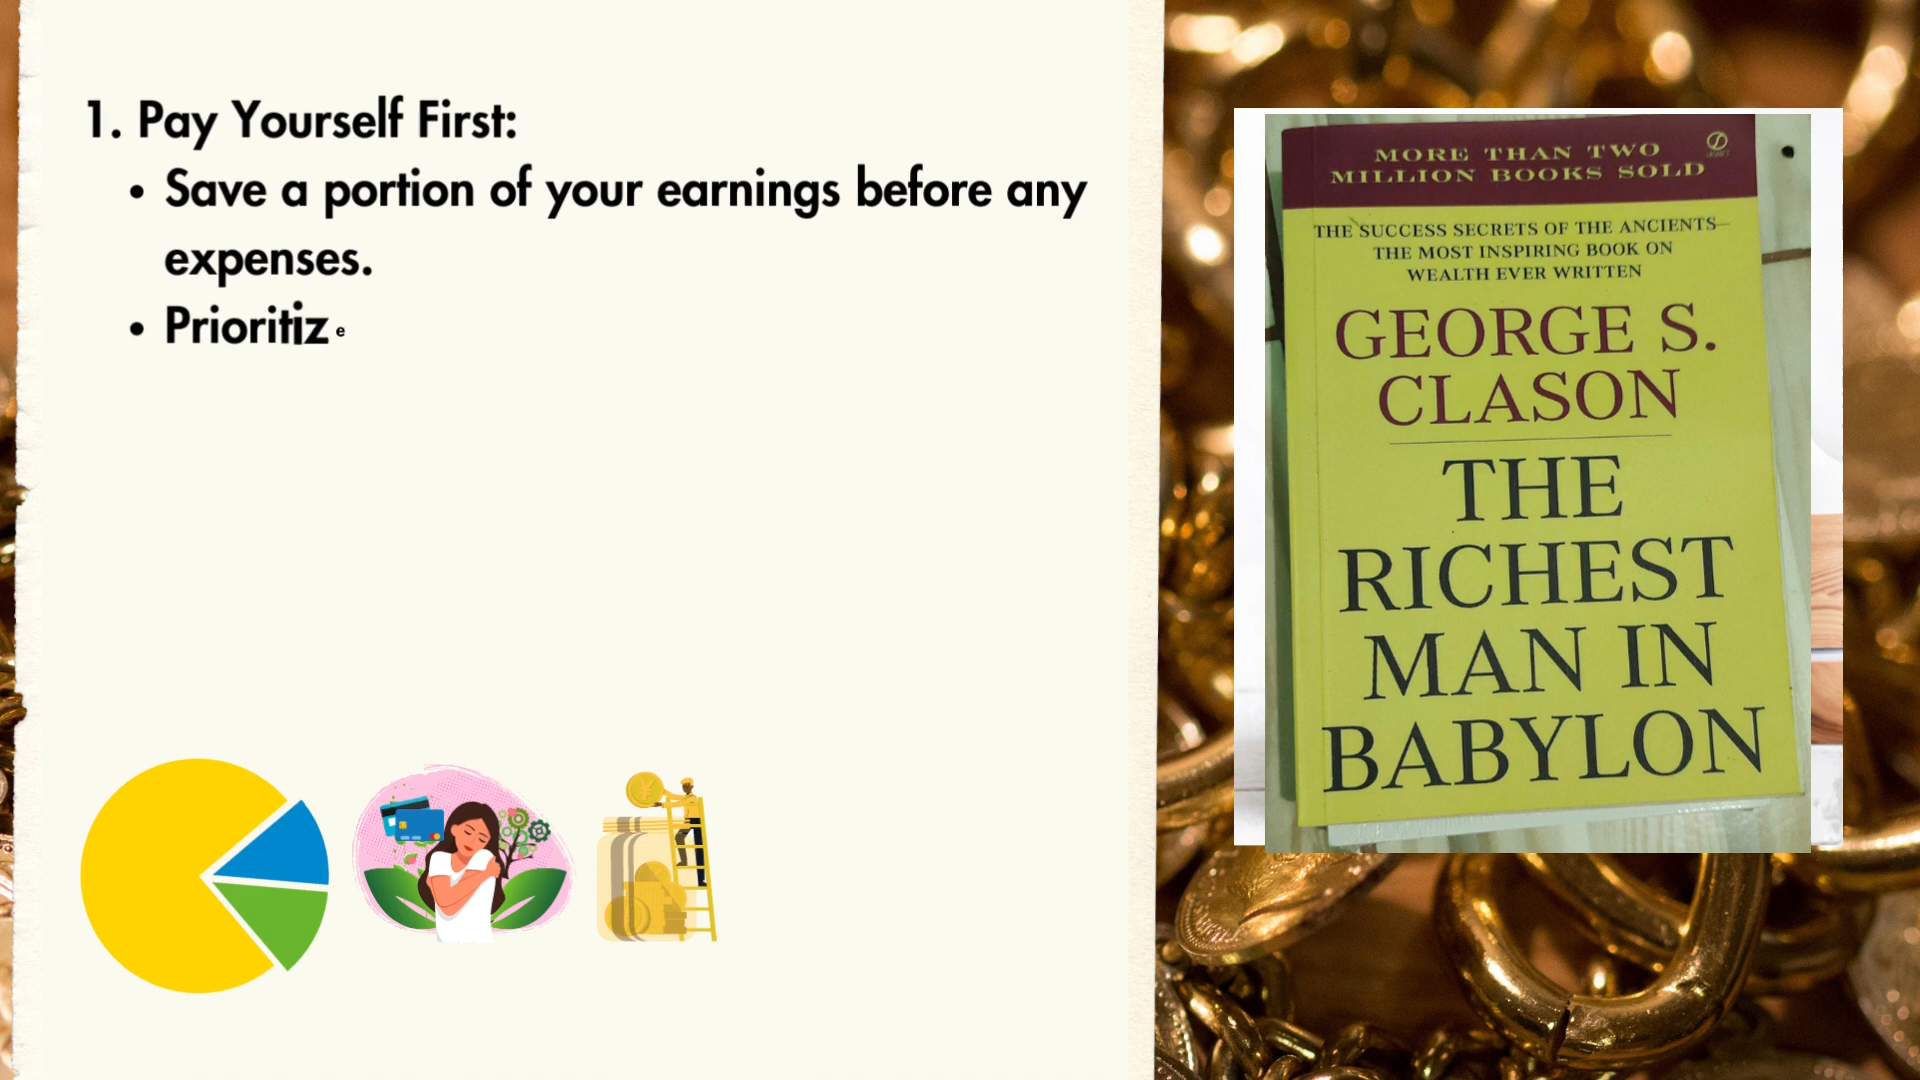 1. Pay Yourself First:
• Save a portion of your earnings before any
expenses.
• Prioritize
MORE THAN TWO
MILLION BOOKS SOLD
SIGNET
THE SUCCESS SECRETS OF THE ANCIENTS—
THE MOST INSPIRING BOOK ON
WEALTH EVER WRITTEN
GEORGE S.
CLASON
THE
RICHEST
MAN IN
BABYLON